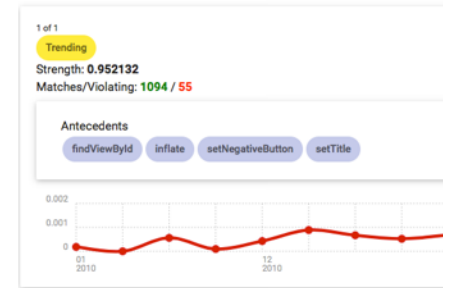 1 of 1
Trending
Strength: 0.952132
Matches/Violating: 1094 / 55
Antecedents
findViewById inflate setNegativeButton setTitle
0.002
0.001
0
01 12
2010 2010